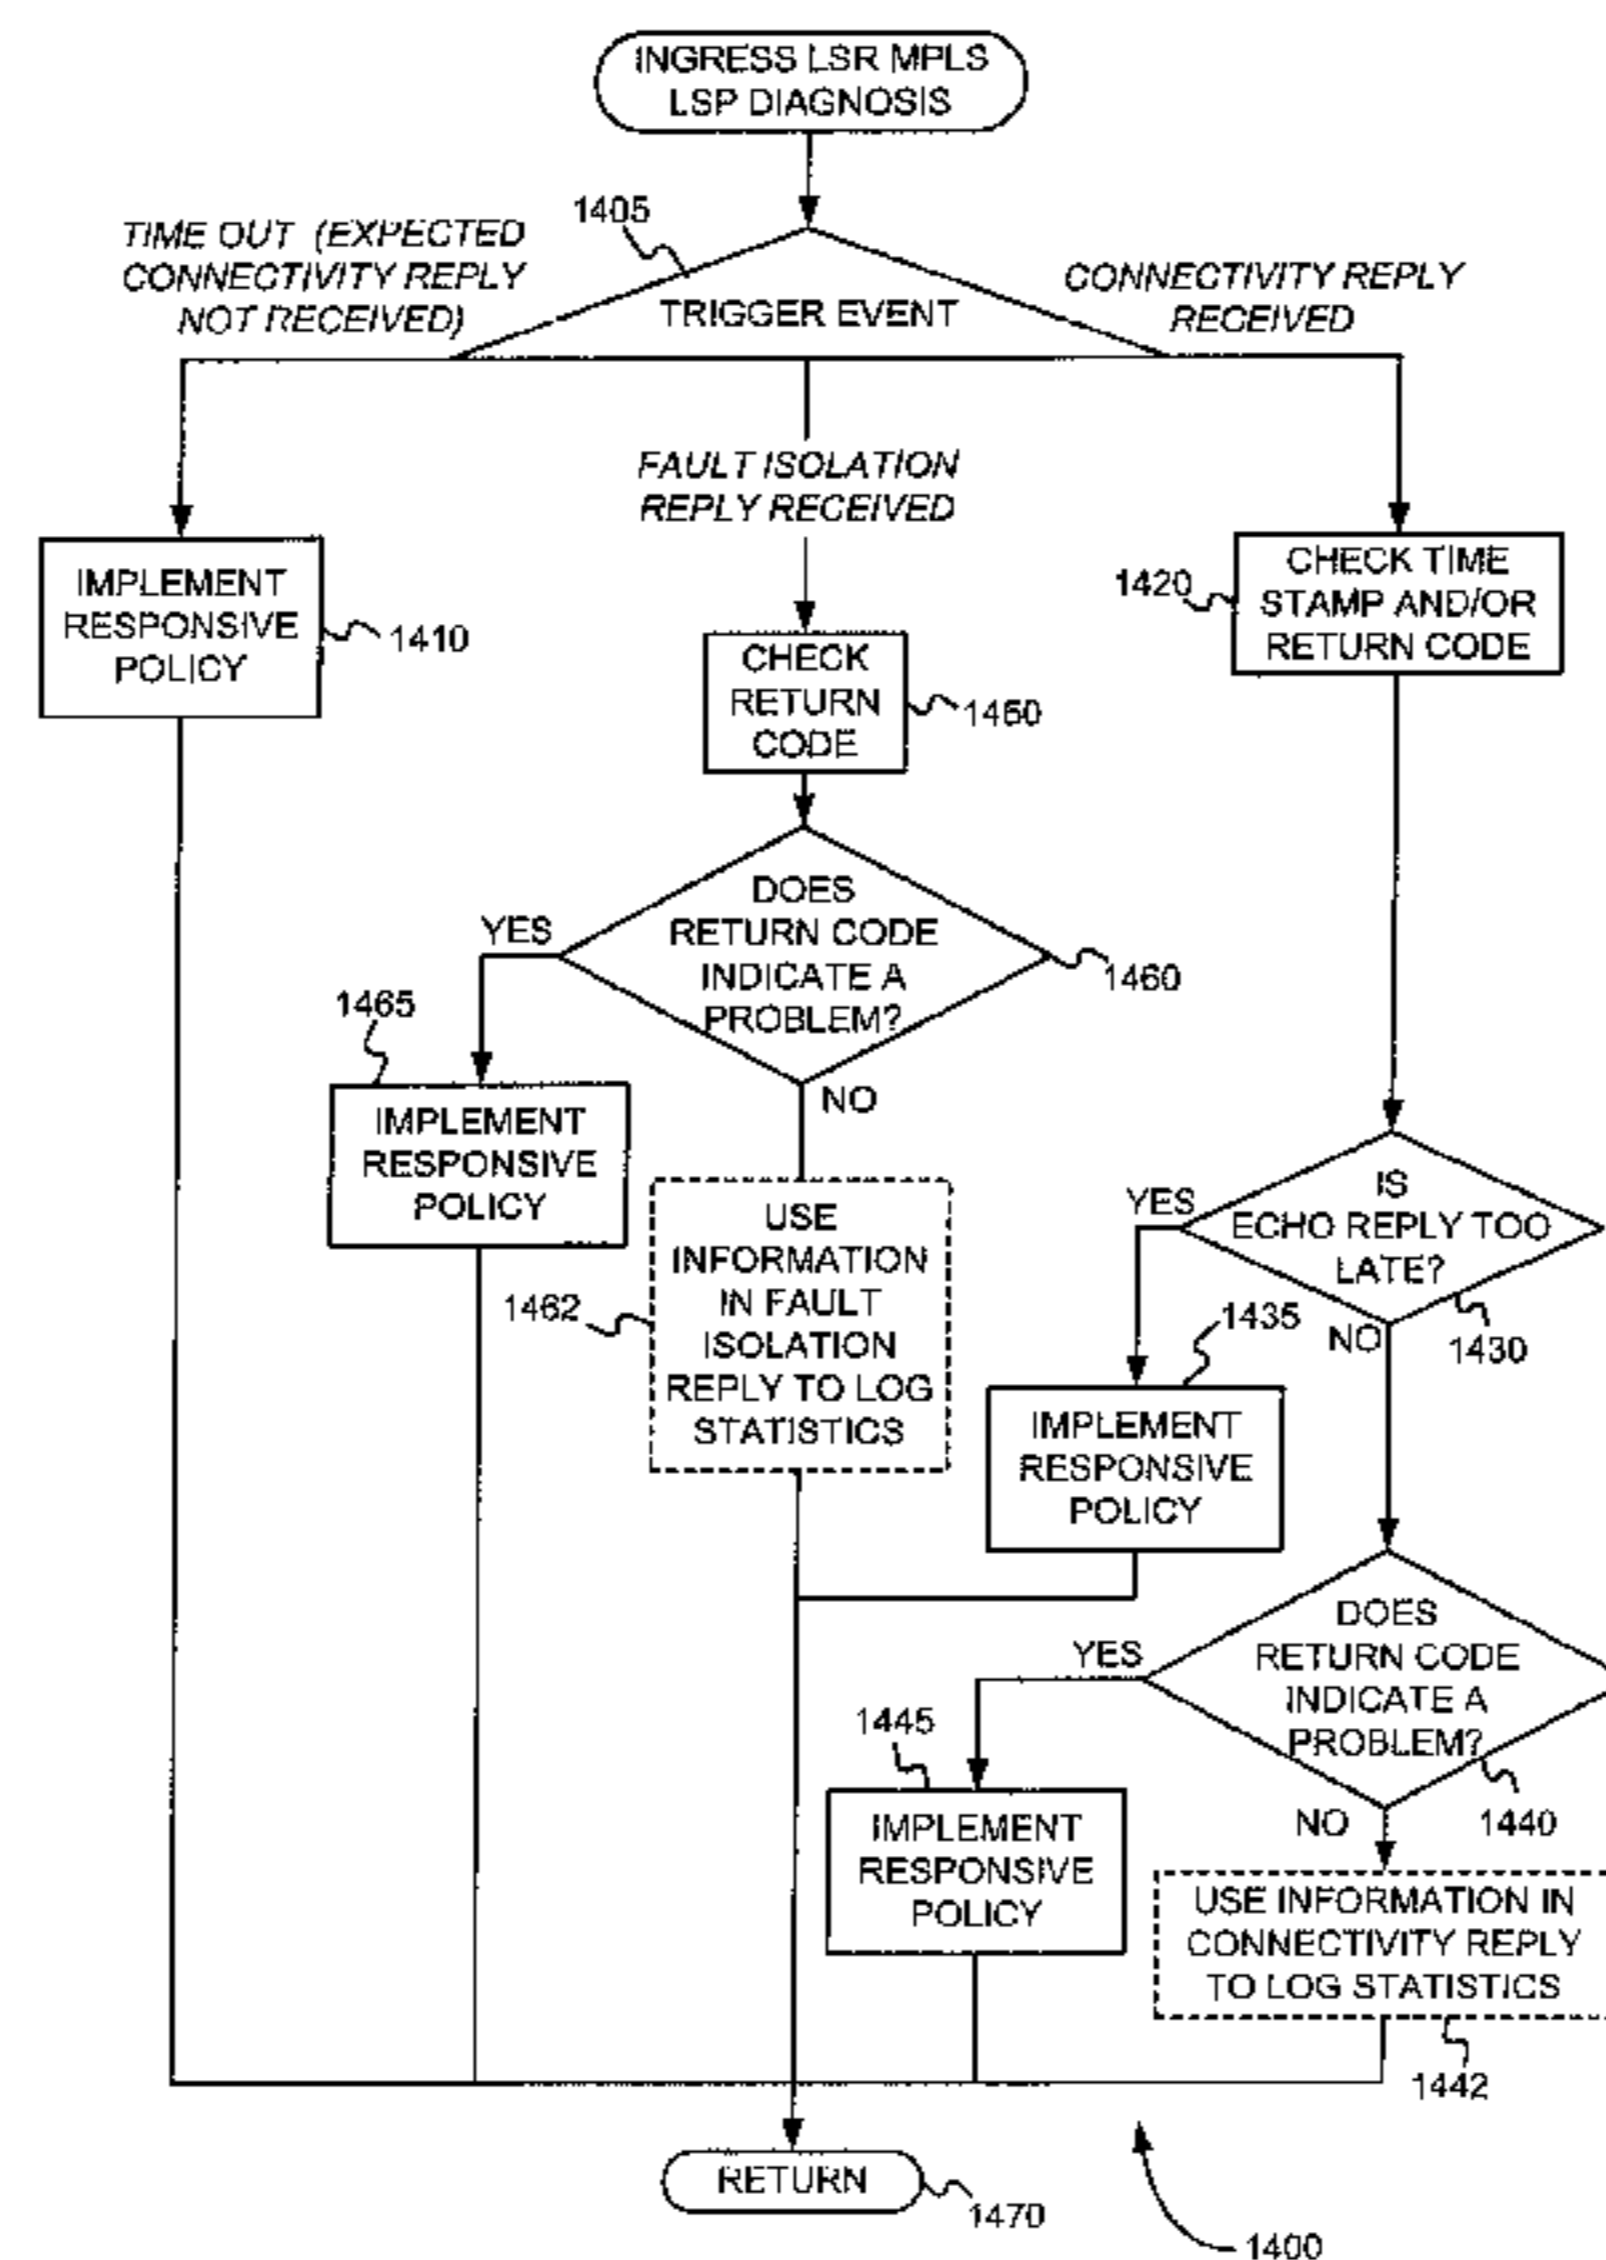 INGRESS LSR MPLS
LSP DIAGNOSIS
1405
TIME OUT (EXPECTED
CONNECTIVITY REPLY
NOT RECEIVED)
TRIGGER EVENT
CONNECTIVITY REPLY
RECEIVED
FAULT ISOLATION
REPLY RECEIVED
IMPLEMENT
RESPONSIVE
POLICY
1410
CHECK
RETURN
CODE
1450
1420
CHECK TIME
STAMP AND/OR
RETURN CODE
DOES
RETURN CODE
INDICATE A
PROBLEM?
YES
1460
NO
1465
IMPLEMENT
RESPONSIVE
POLICY
1462
USE
INFORMATION
IN FAULT
ISOLATION
REPLY TO LOG
STATISTICS
IS
ECHO REPLY TOO
LATE?
YES
NO
1430
1435
IMPLEMENT
RESPONSIVE
POLICY
DOES
RETURN CODE
INDICATE A
PROBLEM?
YES
NO
1440
1445
IMPLEMENT
RESPONSIVE
POLICY
USE INFORMATION IN
CONNECTIVITY REPLY
TO LOG STATISTICS
1442
RETURN
1470
1400